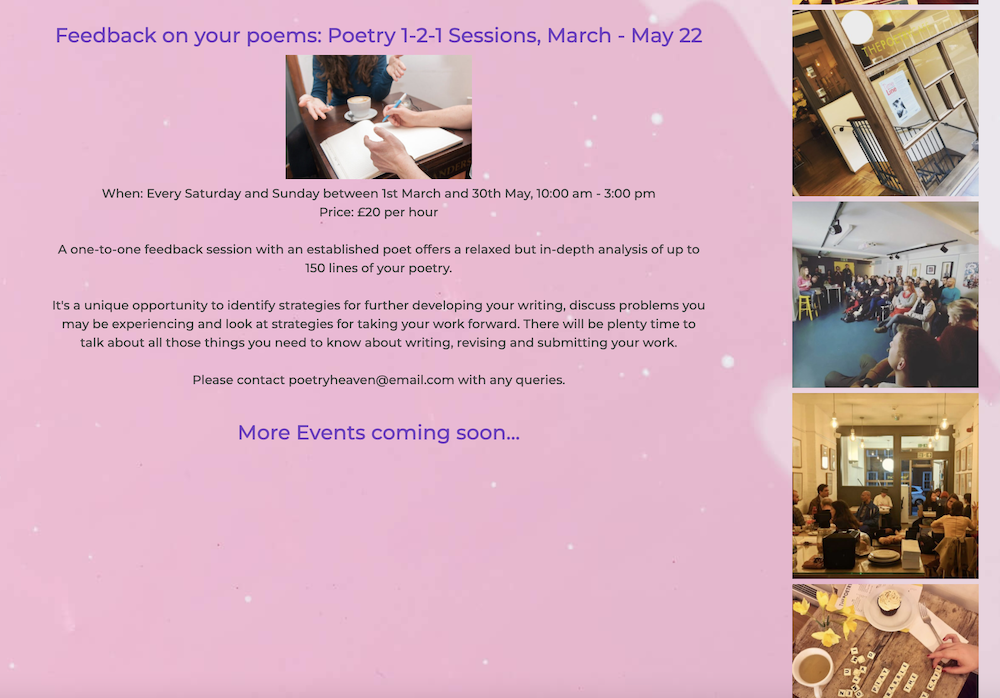 Feedback on your poems: Poetry 1-2-1 Sessions, March - May 22
When: Every Saturday and Sunday between 1st March and 30th May, 10:00 am - 3:00 pm
Price: £20 per hour
A one-to-one feedback session with an established poet offers a relaxed but in-depth analysis of up to
150 lines of your poetry.
It's a unique opportunity to identify strategies for further developing your writing, discuss problems you
may be experiencing and look at strategies for taking your work forward. There will be plenty time to
talk about all those things you need to know about writing, revising and submitting your work.
Please contact poetryheaven@email.com with any queries.
More Events coming soon...